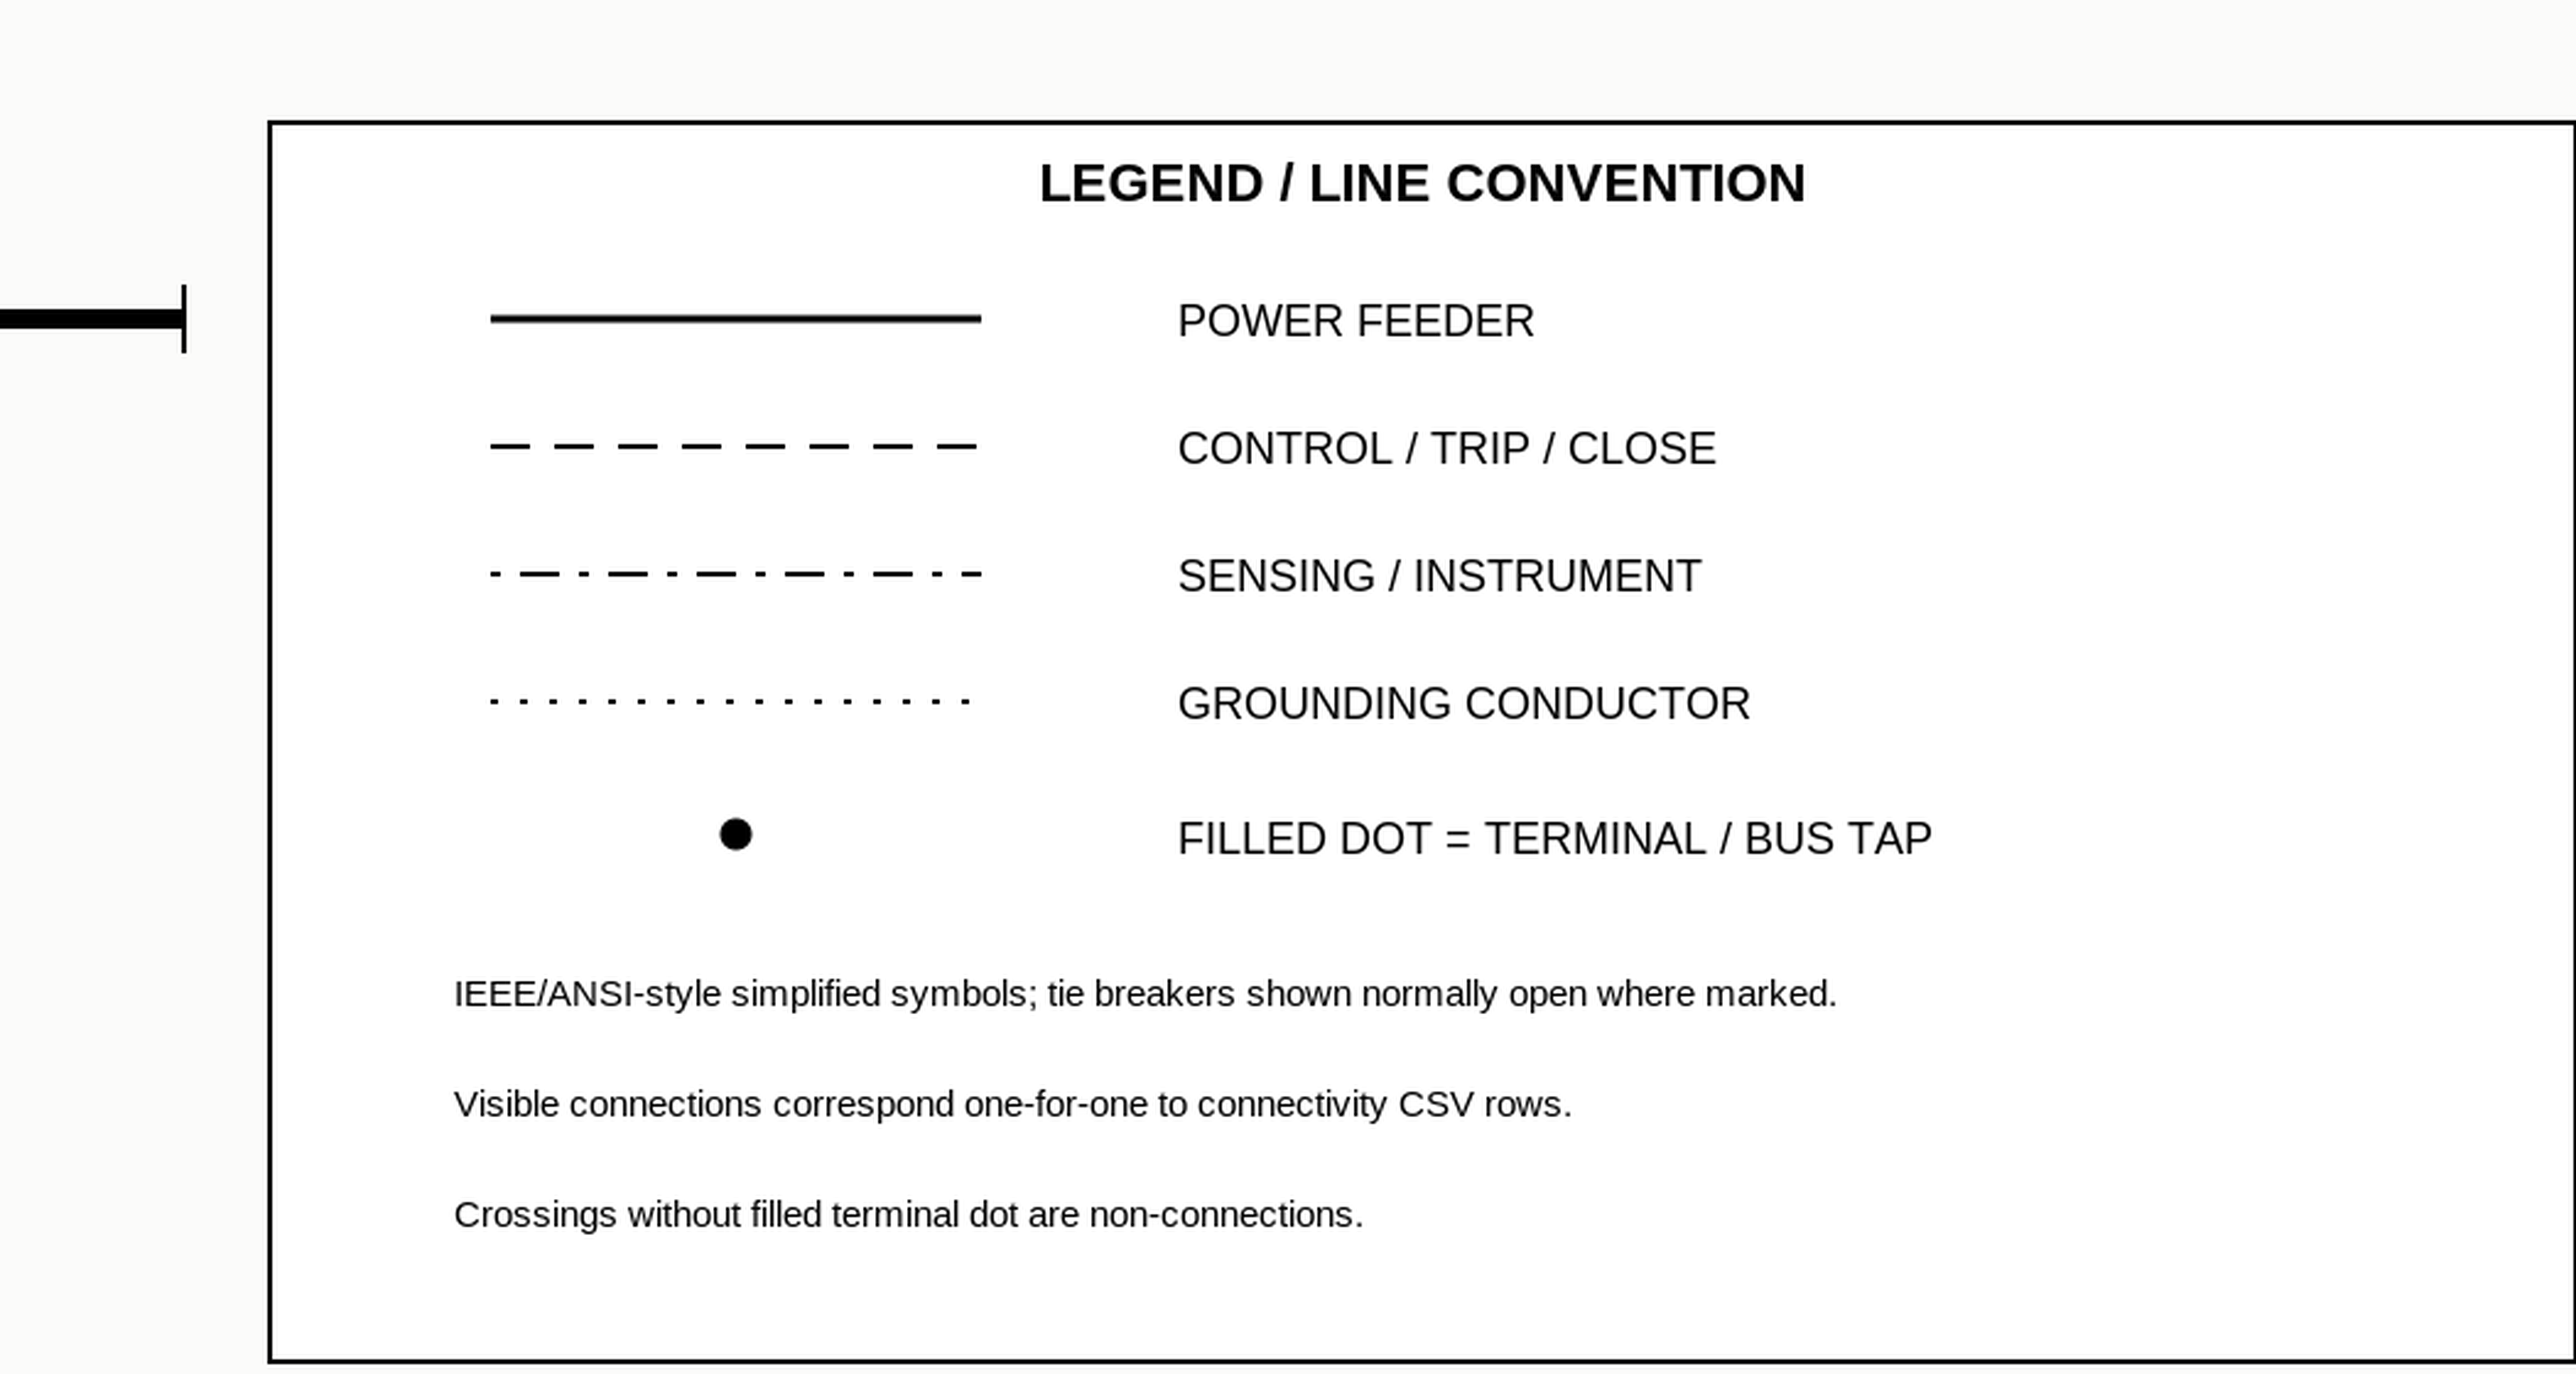 LEGEND / LINE CONVENTION
POWER FEEDER
CONTROL / TRIP / CLOSE
SENSING / INSTRUMENT
GROUNDING CONDUCTOR
FILLED DOT = TERMINAL / BUS TAP
IEEE/ANSI-style simplified symbols; tie breakers shown normally open where marked.
Visible connections correspond one-for-one to connectivity CSV rows.
Crossings without filled terminal dot are non-connections.